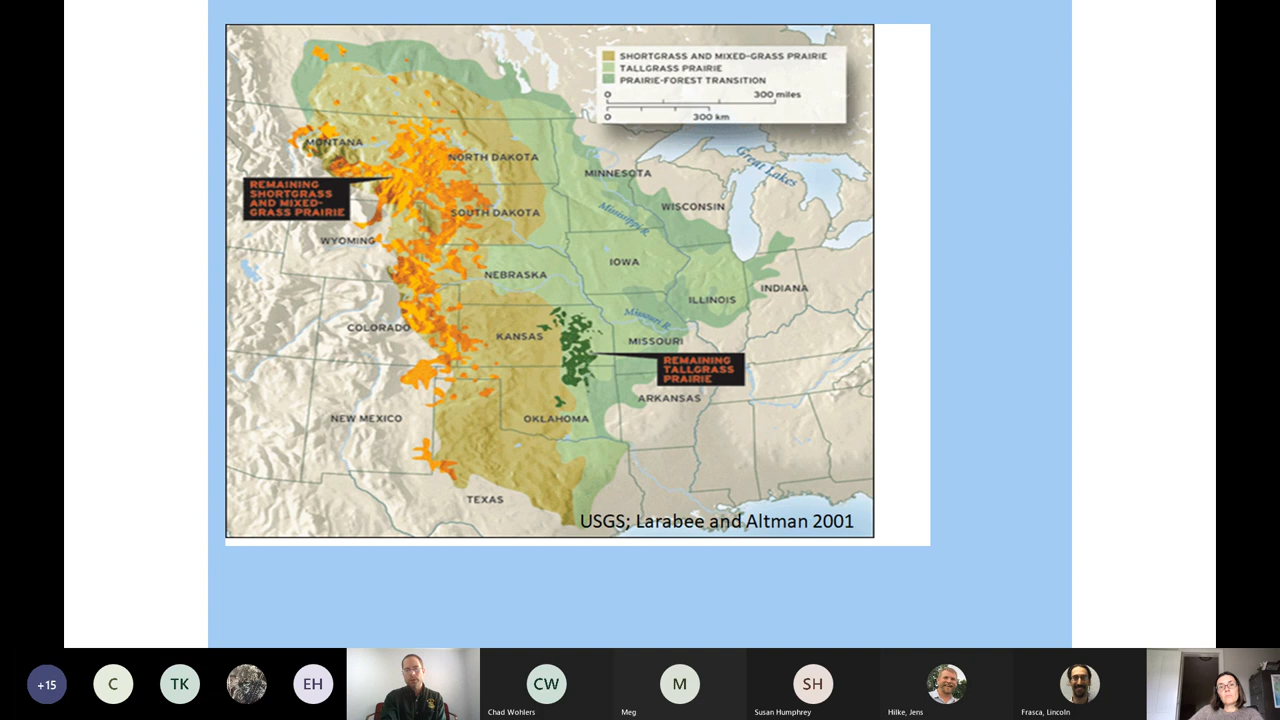 SHORTGRASS AND MIXED-GRASS PRAIRIE
TALLGRASS PRAIRIE
PRAIRIE-FOREST TRANSITION
0 300 miles
0 300 km
Great Lakes
MONTANA
NORTH DAKOTA
MINNESOTA
REMAINING
SHORTGRASS
AND MIXED-
GRASS PRAIRIE
SOUTH DAKOTA
WISCONSIN
Mississippi R.
WYOMING
IOWA
NEBRASKA
INDIANA
ILLINOIS
COLORADO
KANSAS
Missouri R.
MISSOURI
REMAINING
TALLGRASS
PRAIRIE
ARKANSAS
NEW MEXICO
OKLAHOMA
TEXAS
USGS; Larabee and Altman 2001
+15
C
TK
EH
CW
Chad Wohlers
M
Meg
SH
Susan Humphrey
Hilke, Jens
Frasca, Lincoln